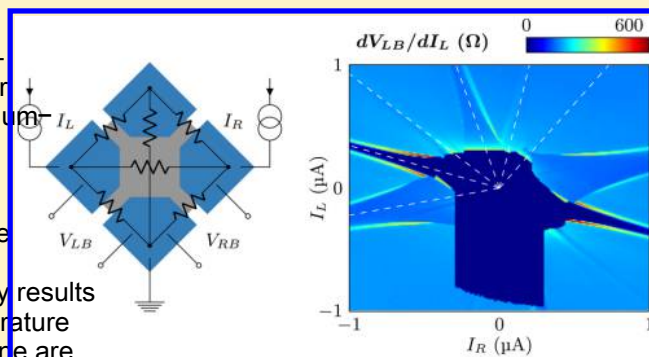 r
um-
e
y results
rature
ne are
I_L
I_R
V_LB
V_RB
dV_LB/dI_L (Ω)
0
600
1
0
−1
I_L (µA)
−1
0
1
I_R (µA)